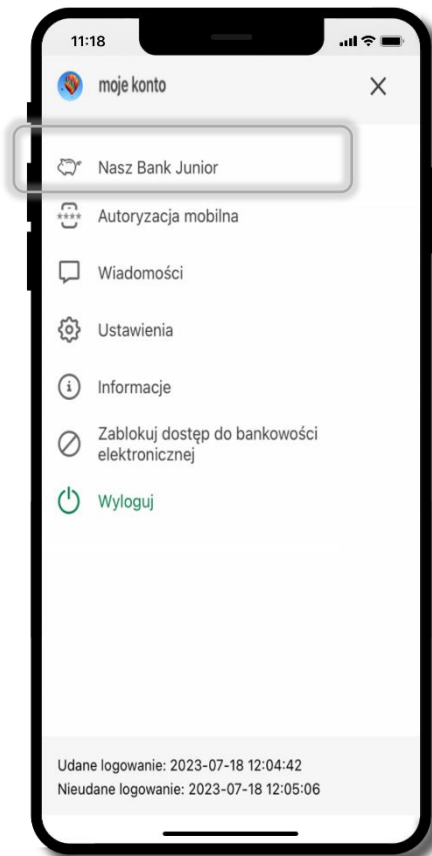 11:18
moje konto
Nasz Bank Junior
Autoryzacja mobilna
Wiadomości
Ustawienia
Informacje
Zablokuj dostęp do bankowości
elektronicznej
Wyloguj
Udane logowanie: 2023-07-18 12:04:42
Nieudane logowanie: 2023-07-18 12:05:06